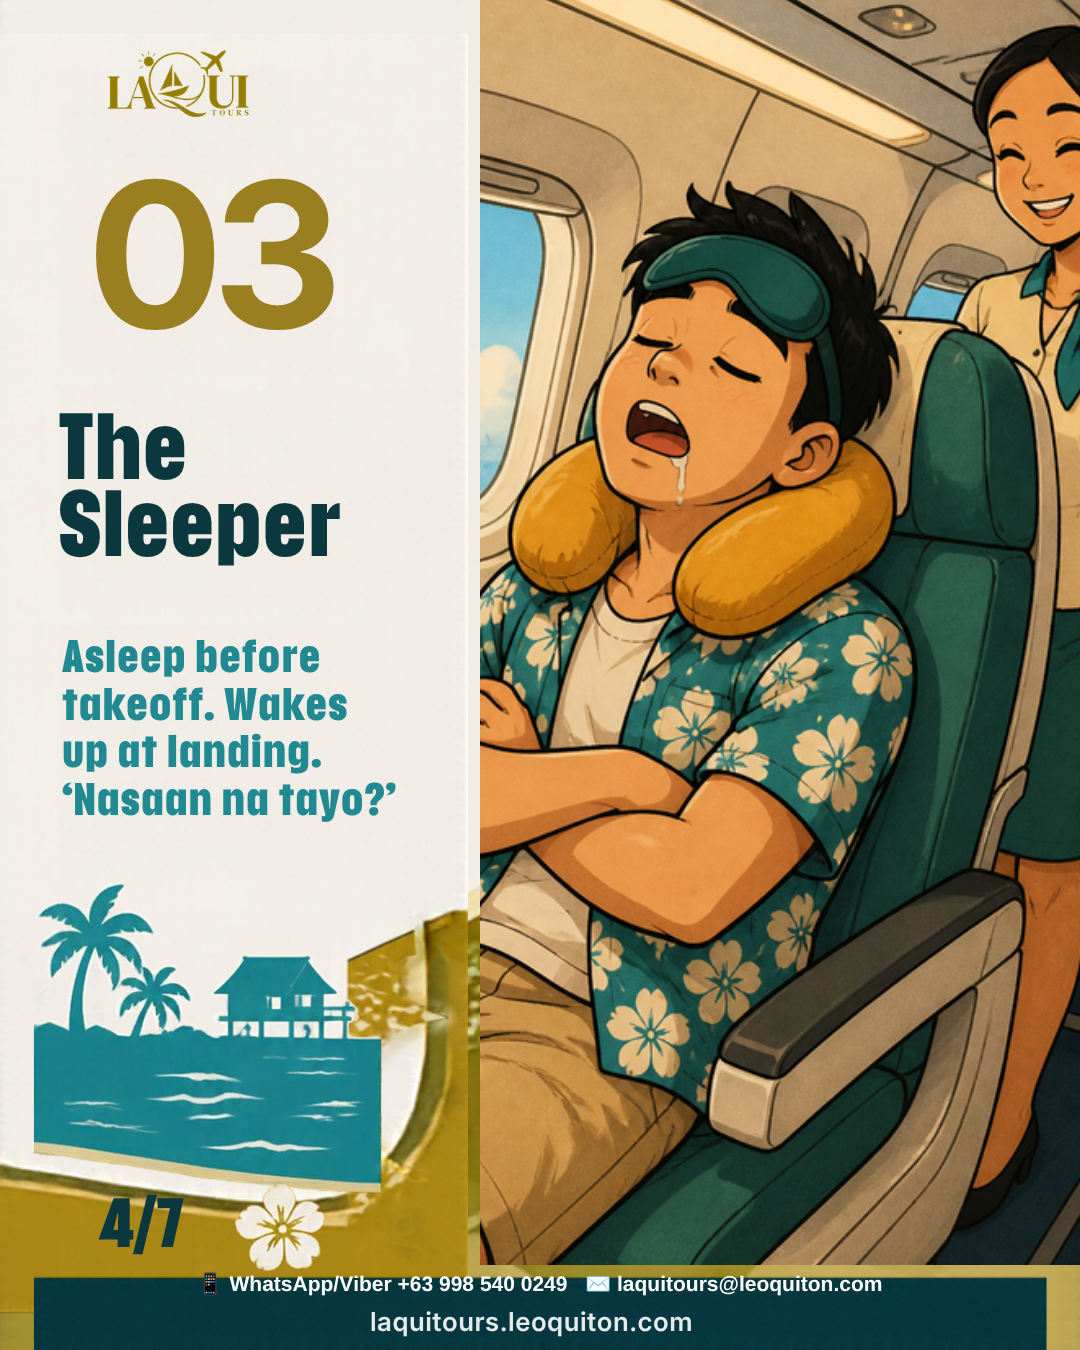 LAQUI
TOURS
03
The
Sleeper
Asleep before
takeoff. Wakes
up at landing.
‘Nasaan na tayo?’
4/7
📱 WhatsApp/Viber +63 998 540 0249 ✉️ laquitours@leoquiton.com
laquitours.leoquiton.com